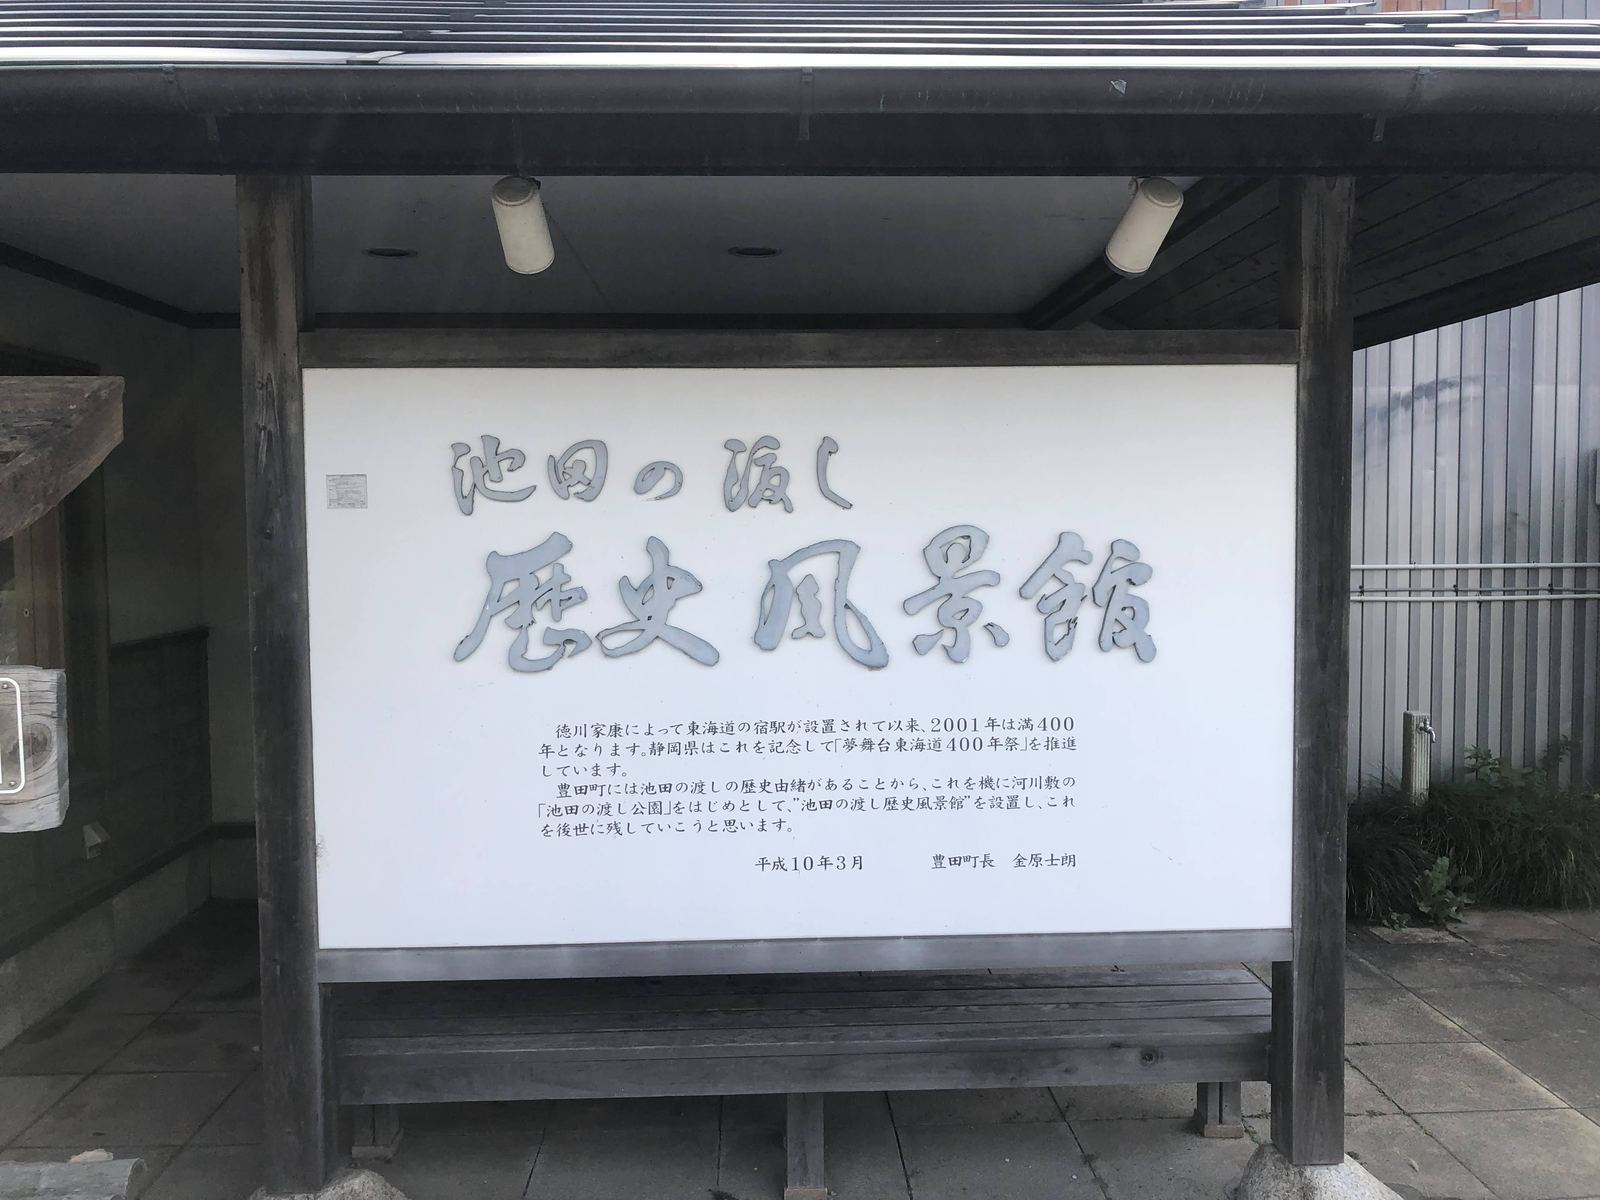 池田の渡し
歴史風景館
徳川家康によって東海道の宿駅が設置されて以来、2001年は満400
年となります。静岡県はこれを記念して「夢舞台東海道400年祭」を推進
しています。
豊田町には池田の渡しの歴史由緒があることから、これを機に河川敷の
「池田の渡し公園」をはじめとして、"池田の渡し歴史風景館"を設置し、これ
を後世に残していこうと思います。
平成10年3月 豊田町長 金原士朗